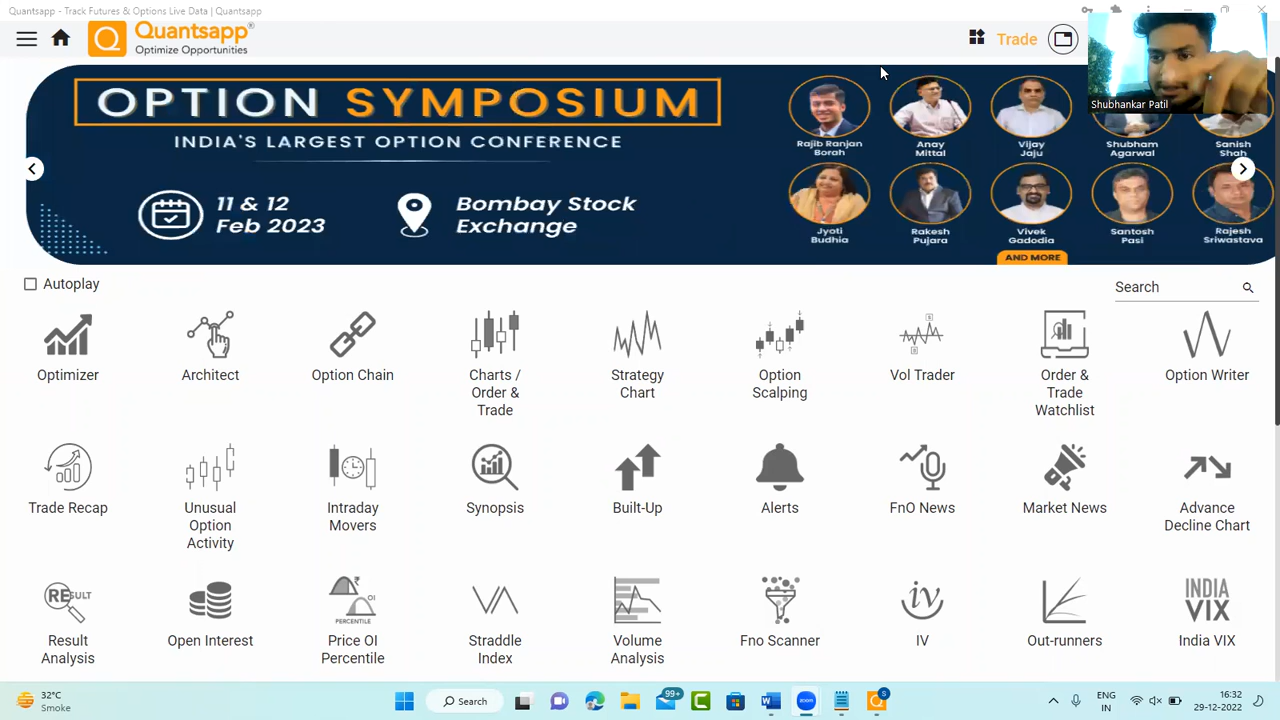 Quantsapp - Track Futures & Options Live Data | Quantsapp
Quantsapp®
Optimize Opportunities
Trade
Shubhankar Patil
OPTION SYMPOSIUM
INDIA'S LARGEST OPTION CONFERENCE
11 & 12
Feb 2023
Bombay Stock
Exchange
Rajib Ranjan
Borah
Anay
Mittal
Vijay
Jaju
Shubham
Agarwal
Sanish
Shah
Jyoti
Budhia
Rakesh
Pujara
Vivek
Gadodia
Santosh
Pasi
Rajesh
Sriwastava
AND MORE
Autoplay
Search
Optimizer
Architect
Option Chain
Charts /
Order &
Trade
Strategy
Chart
Option
Scalping
Vol Trader
Order &
Trade
Watchlist
Option Writer
Trade Recap
Unusual
Option
Activity
Intraday
Movers
Synopsis
Built-Up
Alerts
FnO News
Market News
Advance
Decline Chart
RESULT
Result
Analysis
Open Interest
₹
OI
PERCENTILE
Price OI
Percentile
Straddle
Index
Volume
Analysis
Fno Scanner
iv
IV
Out-runners
INDIA
VIX
India VIX
32°C
Smoke
Search
99+
S
ENG
IN
16:32
29-12-2022